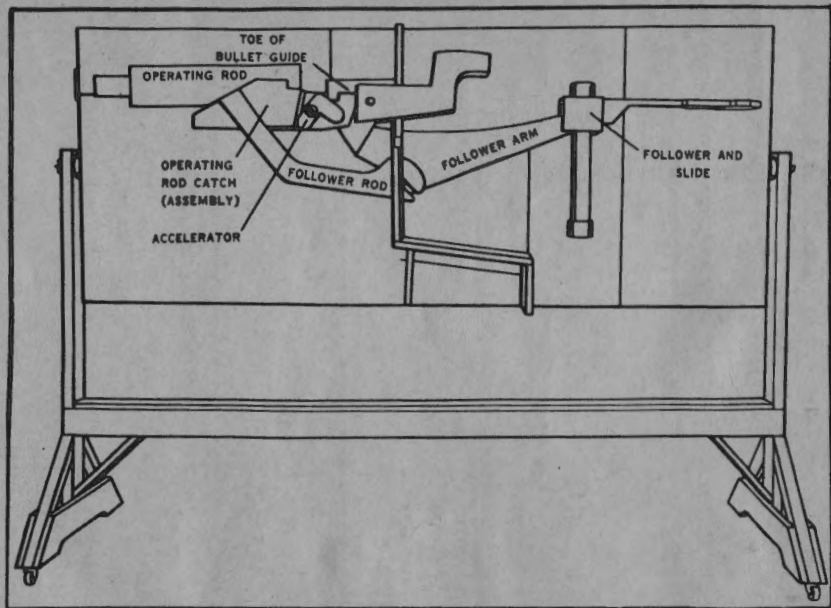 TOE OF
BULLET GUIDE
OPERATING ROD
OPERATING
ROD CATCH
(ASSEMBLY)
ACCELERATOR
FOLLOWER ROD
FOLLOWER ARM
FOLLOWER AND
SLIDE